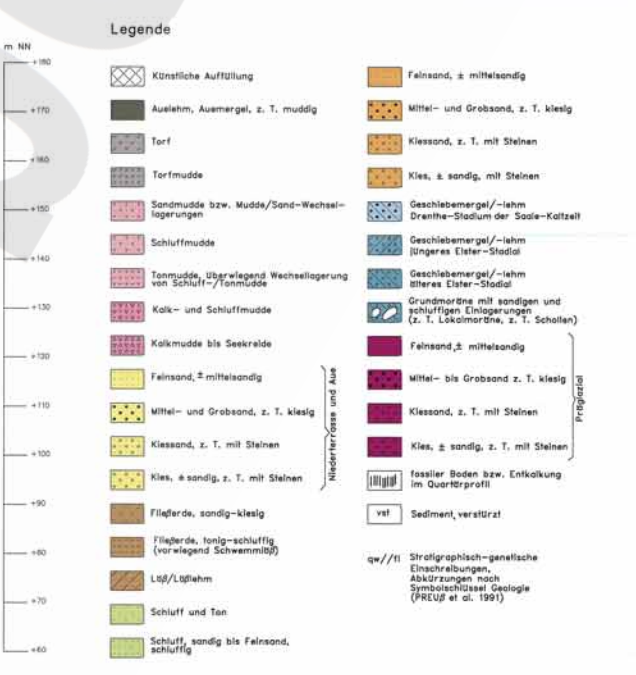 Legende
m NN
+180
+170
+160
+150
+140
+130
+120
+110
+100
+90
+80
+70
+60
Künstliche Auffüllung
Auelehm, Auemergel, z. T. muddig
Torf
Torfmudde
Sandmudde bzw. Mudde/Sand-Wechsel-
lagerungen
Schluffmudde
Tonmudde, Überwiegend Wechsellagerung
von Schluff-/Tonmudde
Kalk- und Schluffmudde
Kalkmudde bis Seekreide
Feinsand, ± mittelsandig
Mittel- und Grobsand, z. T. kiesig
Kiessand, z. T. mit Steinen
Kies, ± sandig, z. T. mit Steinen
Niederterrasse und Aue
Fließerde, sandig-kiesig
Fließerde, tonig-schluffig
(vorwiegend Schwemmlöß)
Löß/Lößlehm
Schluff und Ton
Schluff, sandig bis Feinsand,
schluffig
Feinsand, ± mittelsandig
Mittel- und Grobsand, z. T. kiesig
Kiessand, z. T. mit Steinen
Kies, ± sandig, mit Steinen
Geschiebemergel/-lehm
Drenthe-Stadium der Saale-Kaltzeit
Geschiebemergel/-lehm
jüngeres Elster-Stadial
Geschiebemergel/-lehm
älteres Elster-Stadial
Grundmoräne mit sandigen und
schluffigen Einlagerungen
(z. T. Lokalmoräne, z. T. Schollen)
Feinsand,± mittelsandig
Mittel- bis Grobsand z. T. kiesig
Kiessand, z. T. mit Steinen
Kies, ± sandig, z. T. mit Steinen
Präglazial
fossiler Boden bzw. Entkalkung
im Quartärprofil
vst Sediment, verstürzt
qw//fl Stratigraphisch-genetische
Einschreibungen,
Abkürzungen nach
Symbolschlüssel Geologie
(PREUß et al. 1991)